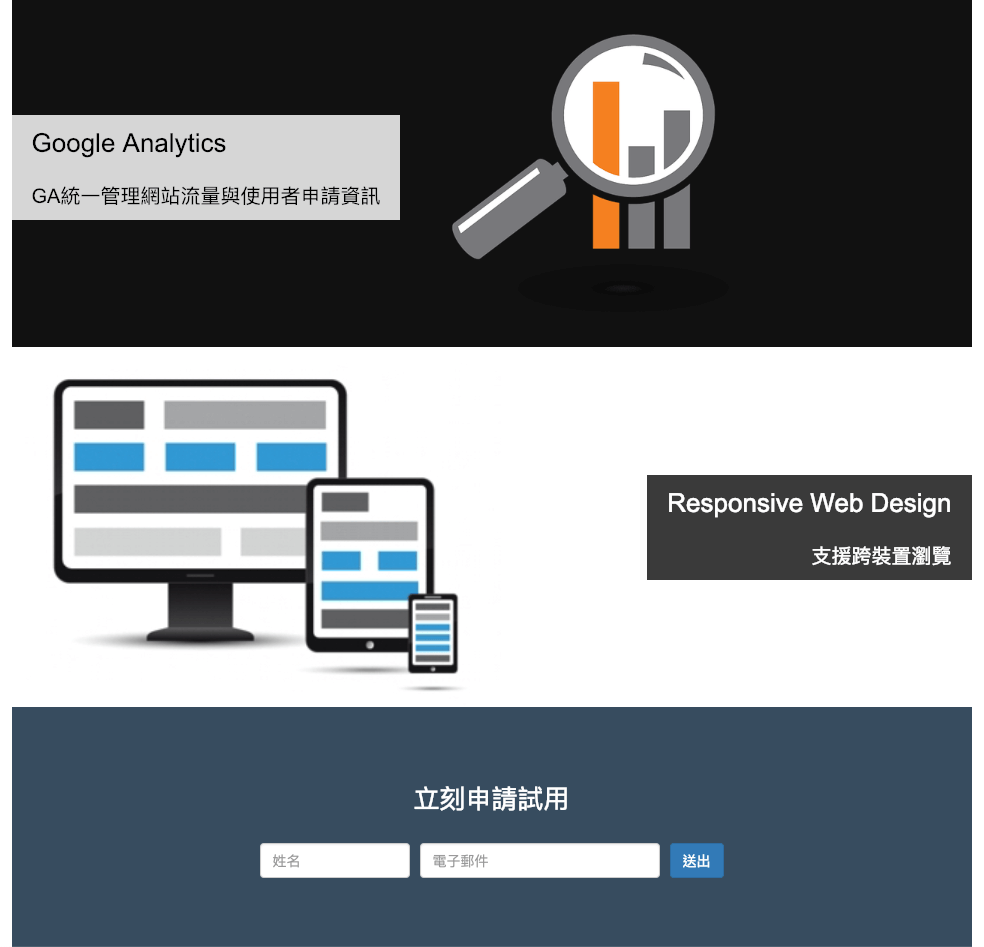 Google Analytics
GA統一管理網站流量與使用者申請資訊
Responsive Web Design
支援跨裝置瀏覽
立刻申請試用
姓名
電子郵件
送出